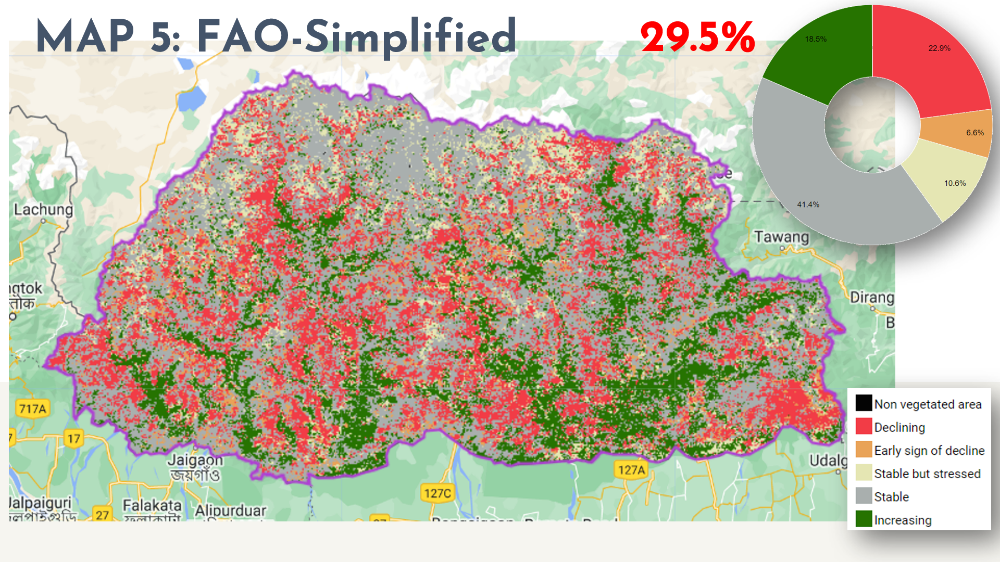 MAP 5: FAO-Simplified
29.5%
18.5%
22.9%
6.6%
10.6%
41.4%
Lachung
Tawang
Dirang
B
717A
17
7
Jaigaon
জয়গাঁও
127A
Udalg
127C
Jalpaiguri
Falakata
Alipurduar
27
Non vegetated area
Declining
Early sign of decline
Stable but stressed
Stable
Increasing